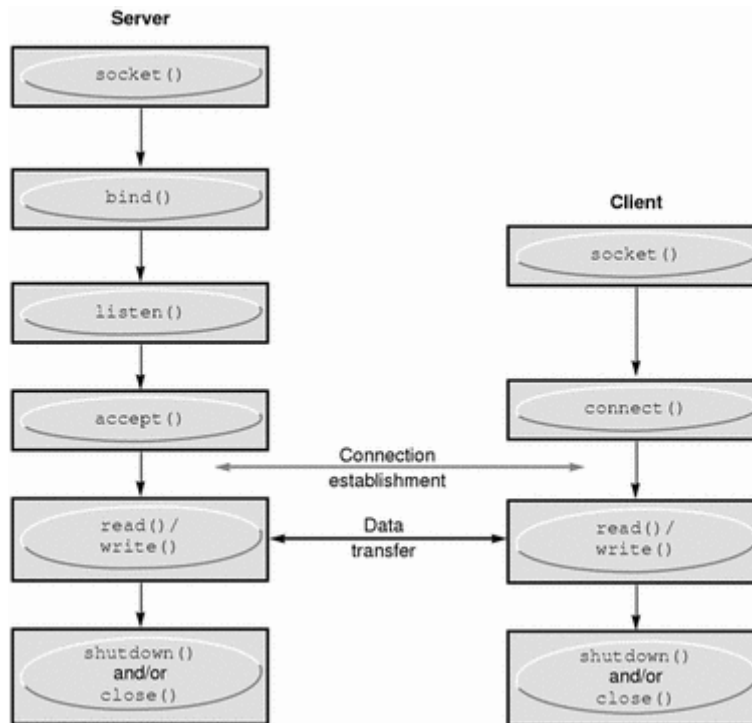 Server
socket()
bind()
listen()
accept()
read()/
write()
shutdown()
and/or
close()
Connection
establishment
Data
transfer
Client
socket()
connect()
read()/
write()
shutdown()
and/or
close()